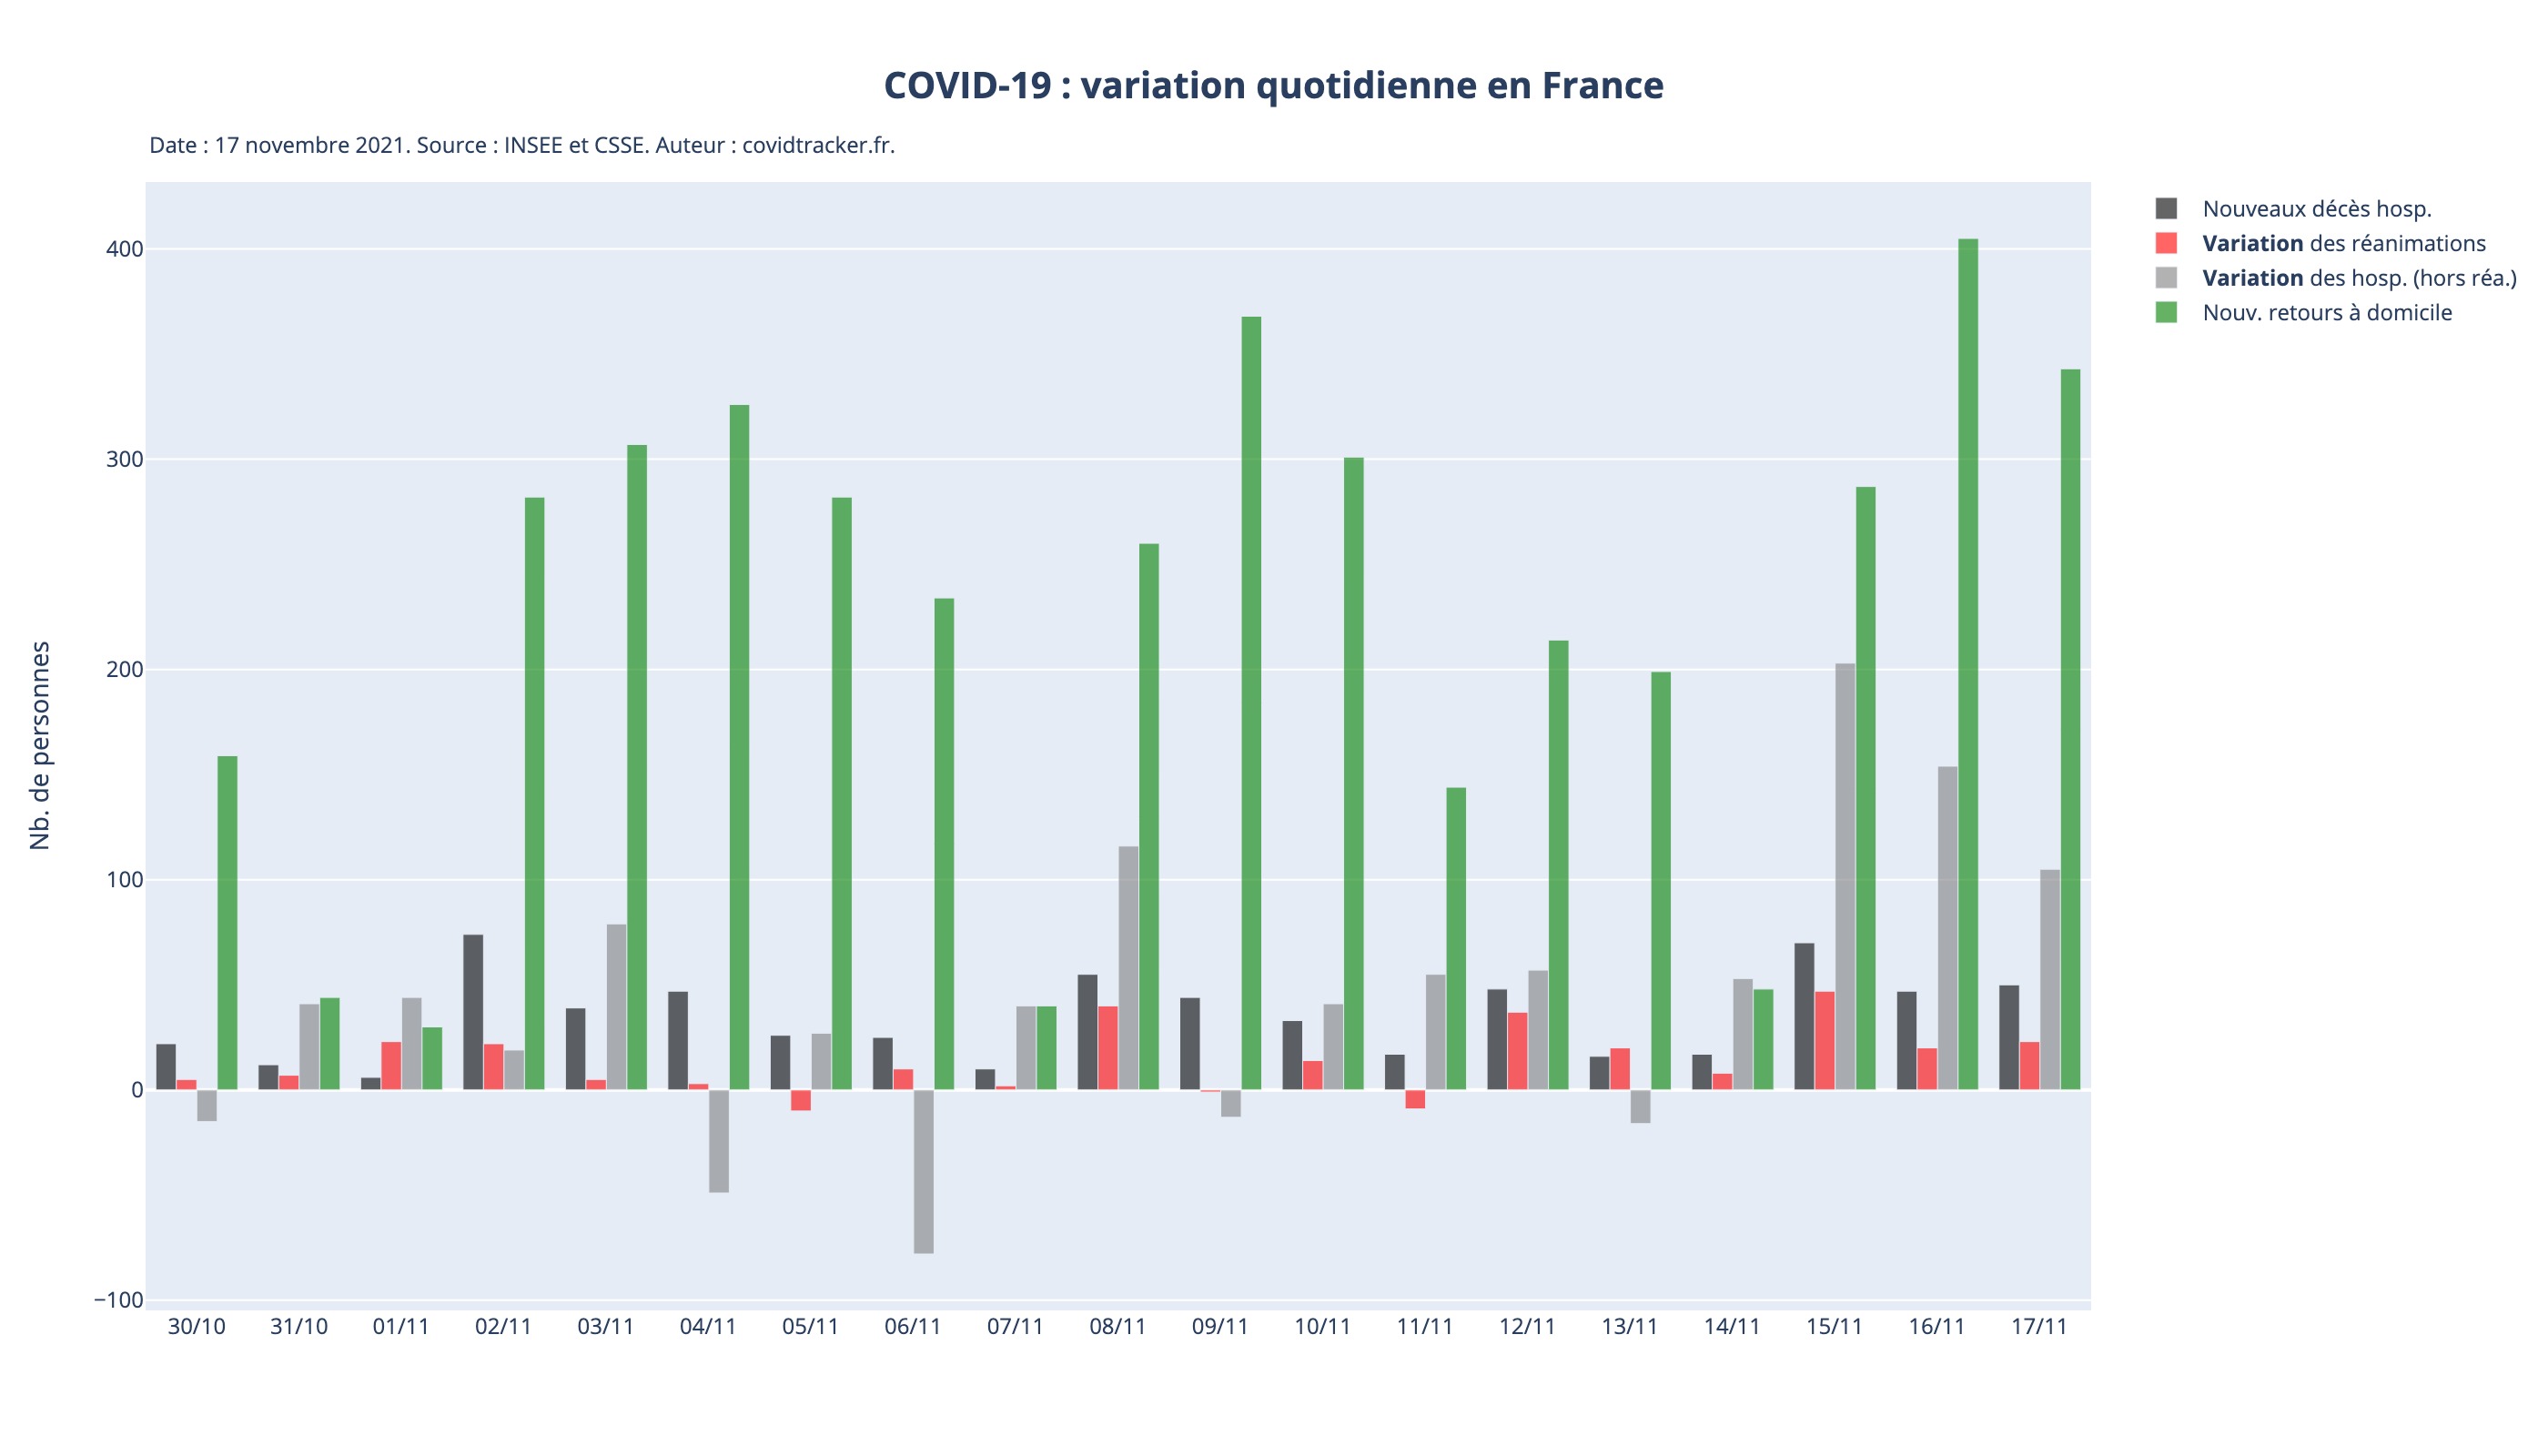 COVID-19 : variation quotidienne en France
Date : 17 novembre 2021. Source : INSEE et CSSE. Auteur : covidtracker.fr.
Nouveaux décès hosp.
Variation des réanimations
Variation des hosp. (hors réa.)
Nouv. retours à domicile
Nb. de personnes
400
300
200
100
0
−100
30/10 31/10 01/11 02/11 03/11 04/11 05/11 06/11 07/11 08/11 09/11 10/11 11/11 12/11 13/11 14/11 15/11 16/11 17/11